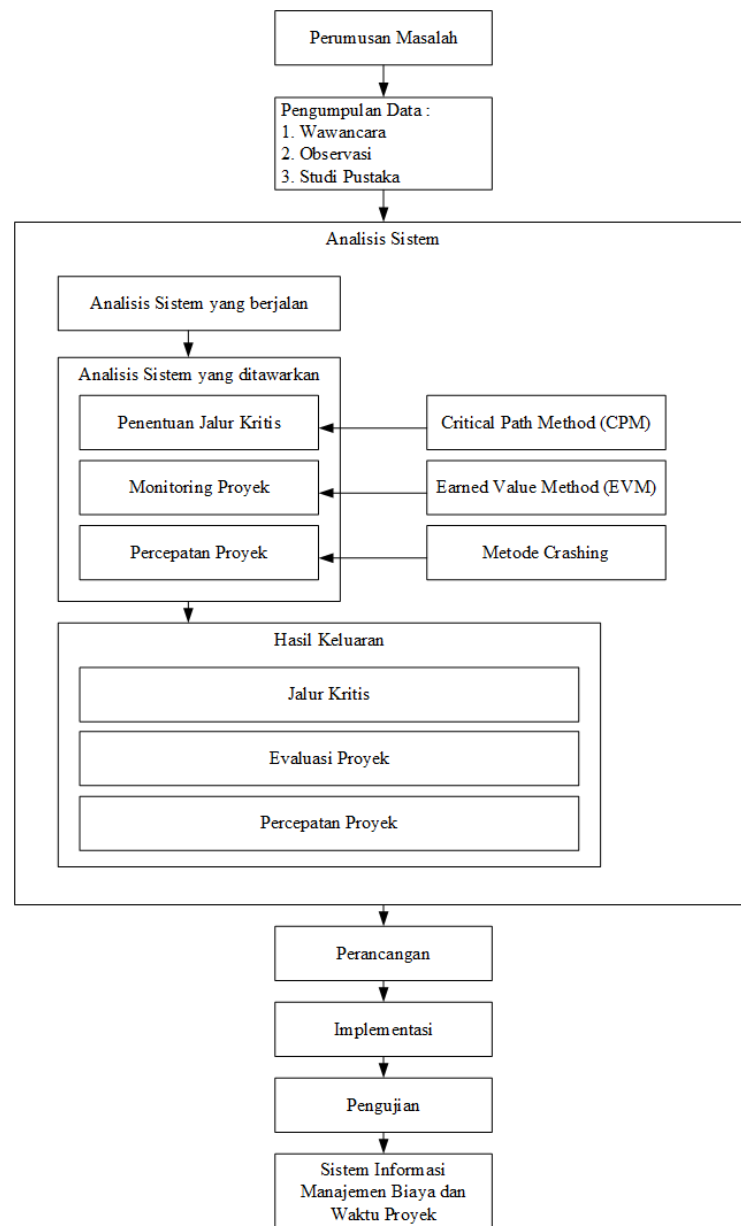 Perumusan Masalah
Pengumpulan Data :
1. Wawancara
2. Observasi
3. Studi Pustaka
Analisis Sistem
Analisis Sistem yang berjalan
Analisis Sistem yang ditawarkan
Penentuan Jalur Kritis
Critical Path Method (CPM)
Monitoring Proyek
Earned Value Method (EVM)
Percepatan Proyek
Metode Crashing
Hasil Keluaran
Jalur Kritis
Evaluasi Proyek
Percepatan Proyek
Perancangan
Implementasi
Pengujian
Sistem Informasi
Manajemen Biaya dan
Waktu Proyek